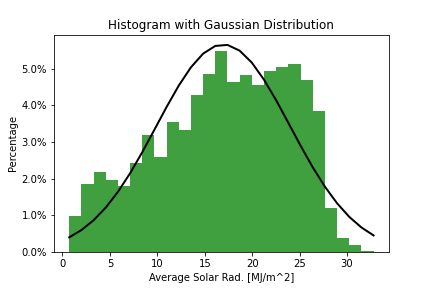 Histogram with Gaussian Distribution
Percentage
5.0%
4.0%
3.0%
2.0%
1.0%
0.0%
0 5 10 15 20 25 30
Average Solar Rad. [MJ/m^2]